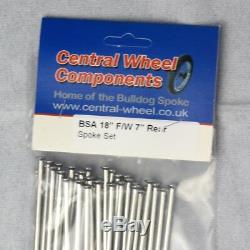 Central Wheel
Components
Home of the Bulldog Spoke
www.central-wheel.co.uk
BSA 18" F/W 7" Rear
Spoke Set